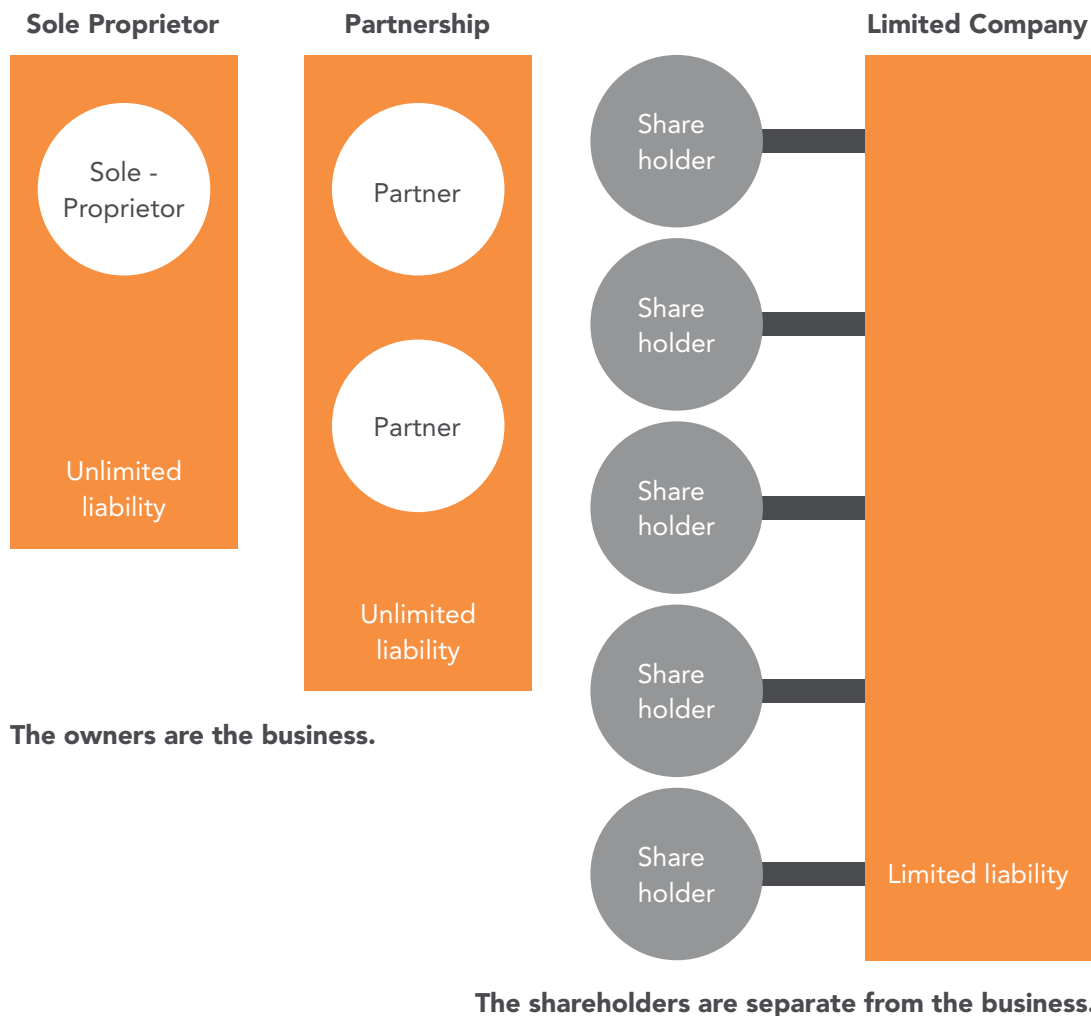 Sole Proprietor
Sole -
Proprietor
Unlimited
liability
Partnership
Partner
Partner
Unlimited
liability
The owners are the business.
Limited Company
Share
holder
Share
holder
Share
holder
Share
holder
Share
holder
Limited liability
The shareholders are separate from the business.